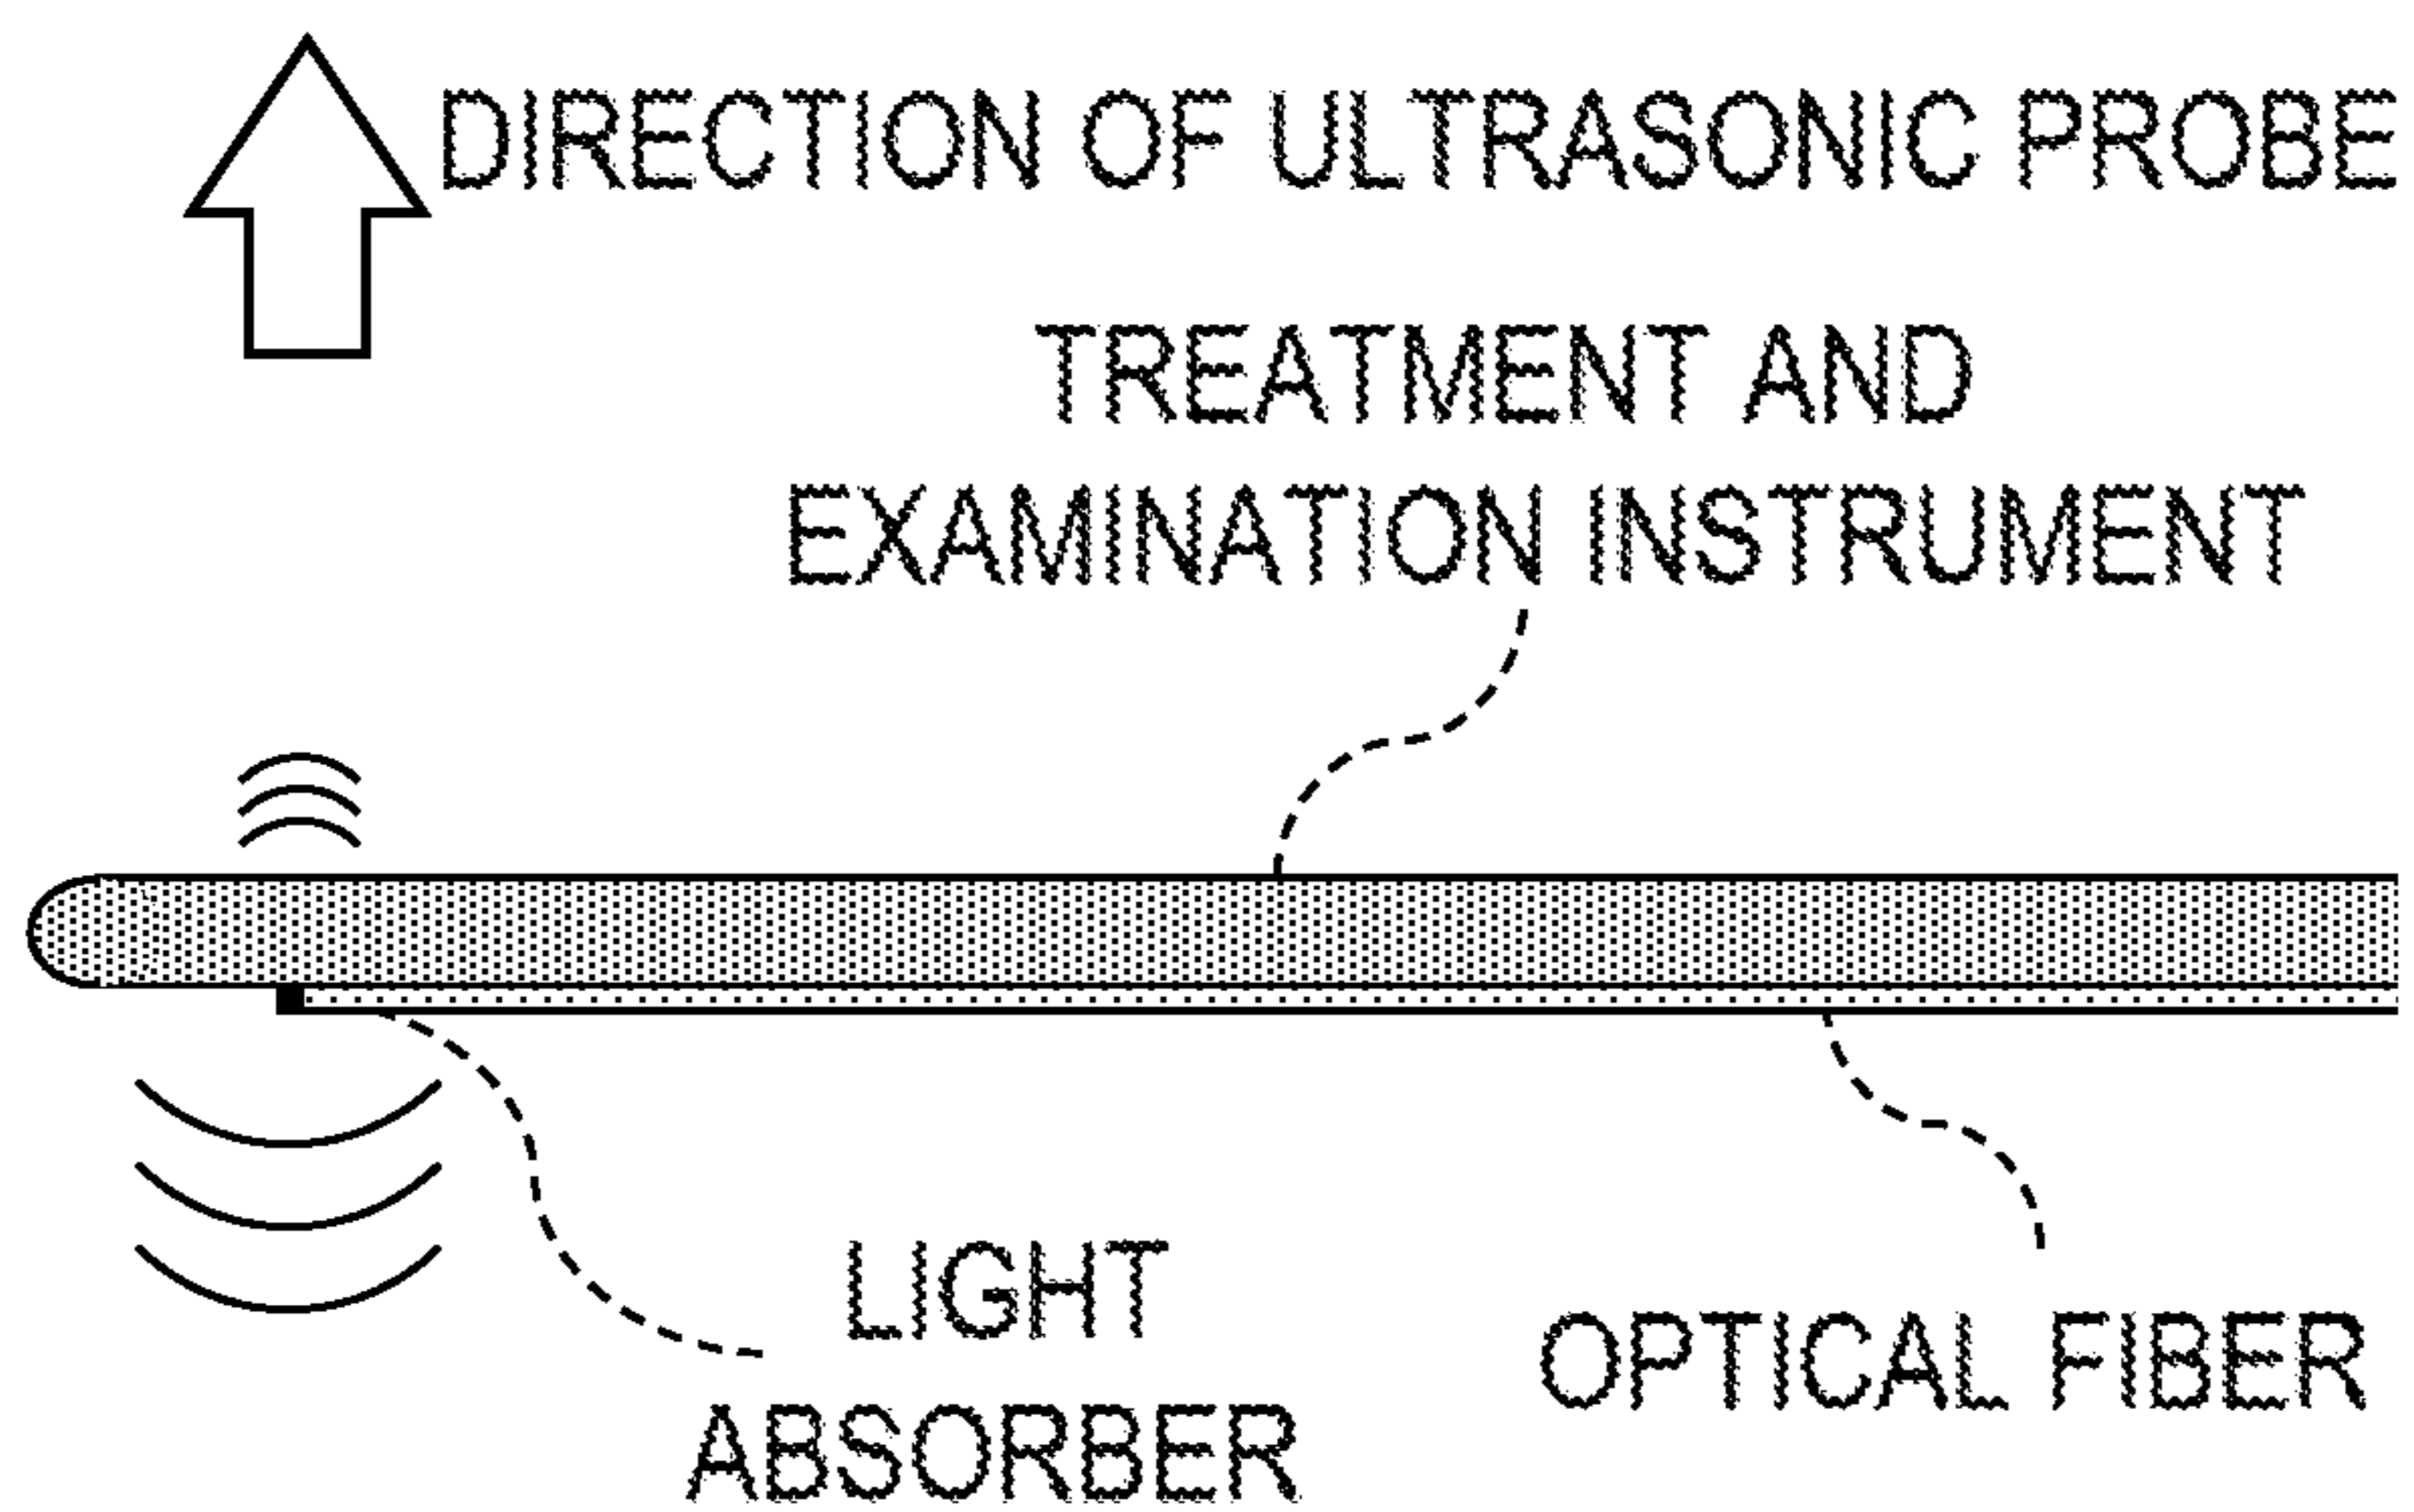 DIRECTION OF ULTRASONIC PROBE
TREATMENT AND
EXAMINATION INSTRUMENT
LIGHT
ABSORBER
OPTICAL FIBER